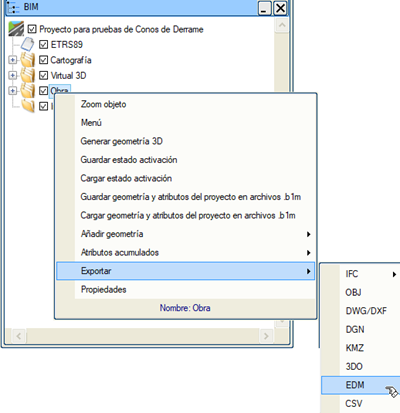 BIM
Proyecto para pruebas de Conos de Derrame
ETRS89
Cartografía
Virtual 3D
Obra
Zoom objeto
Menú
Generar geometría 3D
Guardar estado activación
Cargar estado activación
Guardar geometría y atributos del proyecto en archivos .b1m
Cargar geometría y atributos del proyecto en archivos .b1m
Añadir geometría
Atributos acumulados
Exportar
Propiedades
Nombre: Obra
IFC
OBJ
DWG/DXF
DGN
KMZ
3DO
EDM
CSV